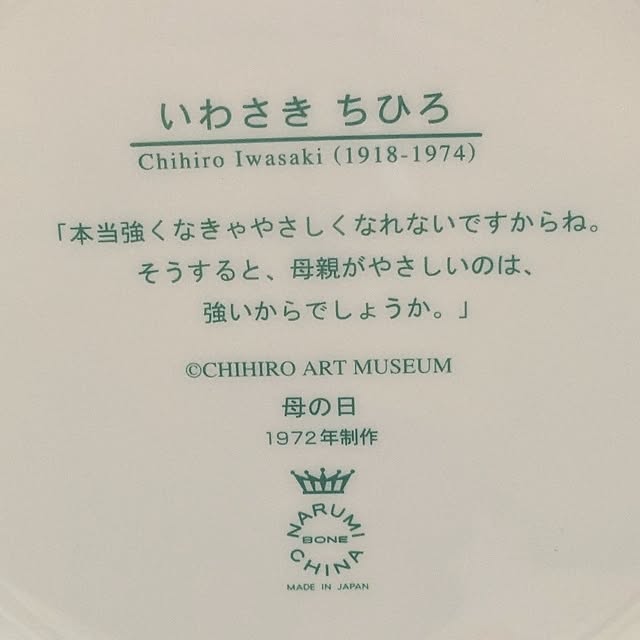 いわさき ちひろ
Chihiro Iwasaki (1918-1974)
「本当強くなきゃやさしくなれないですからね。
そうすると、母親がやさしいのは、
強いからでしょうか。」
©CHIHIRO ART MUSEUM
母の日
1972年制作
NARUMI
BONE
CHINA
MADE IN JAPAN